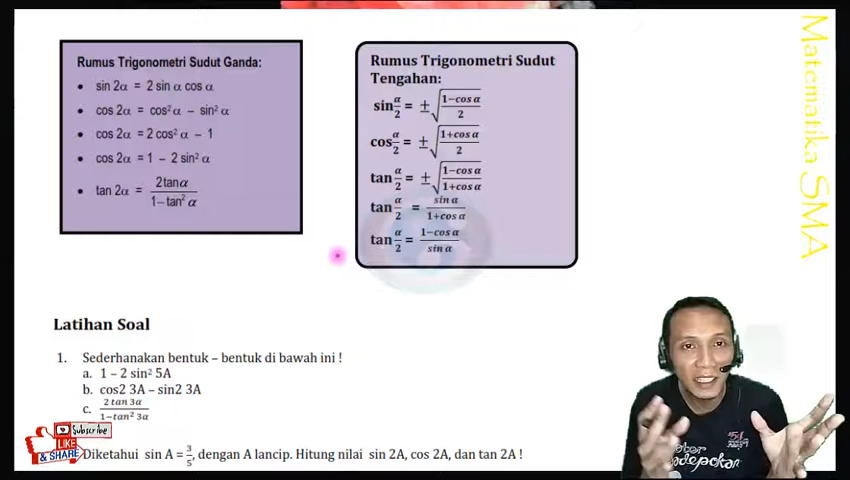 Rumus Trigonometri Sudut Ganda:
• sin 2α = 2 sin α cos α
• cos 2α = cos² α – sin² α
• cos 2α = 2 cos² α – 1
• cos 2α = 1 – 2 sin² α
• tan 2α = 2tanα / 1–tan² α
Rumus Trigonometri Sudut
Tengahan:
sin α/2 = ± √(1−cos α / 2)
cos α/2 = ± √(1+cos α / 2)
tan α/2 = ± √(1−cos α / 1+cos α)
tan α/2 = sin α / 1+cos α
tan α/2 = 1−cos α / sin α
Matematika SMA
Latihan Soal
1. Sederhanakan bentuk – bentuk di bawah ini !
a. 1 – 2 sin² 5A
b. cos2 3A – sin2 3A
c. 2 tan 3α / 1−tan² 3α
Subscribe
LIKE
& SHARE
Diketahui sin A = 3/5, dengan A lancip. Hitung nilai sin 2A, cos 2A, dan tan 2A !